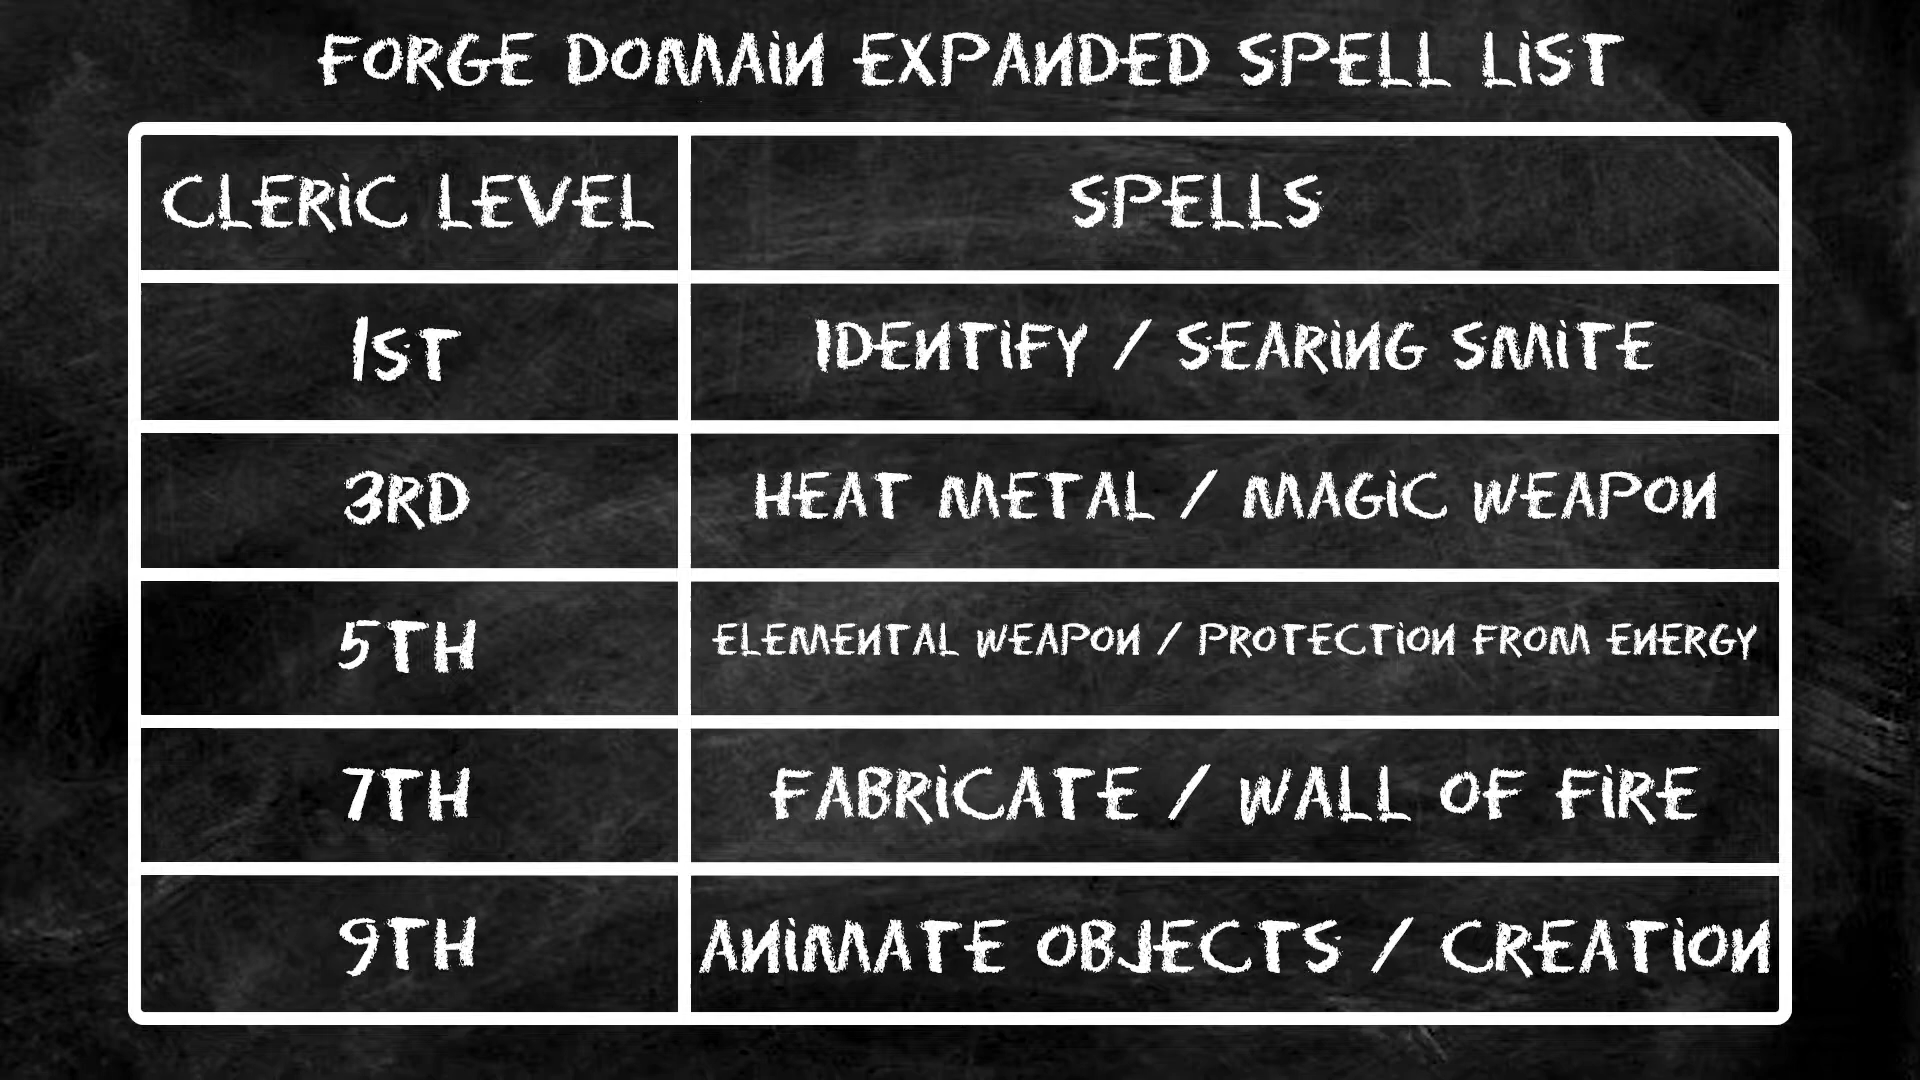 FORGE DOMAIN EXPANDED SPELL LIST
CLERIC LEVEL
SPELLS
1ST
IDENTIFY / SEARING SMITE
3RD
HEAT METAL / MAGIC WEAPON
5TH
ELEMENTAL WEAPON / PROTECTION FROM ENERGY
7TH
FABRICATE / WALL OF FIRE
9TH
ANIMATE OBJECTS / CREATION